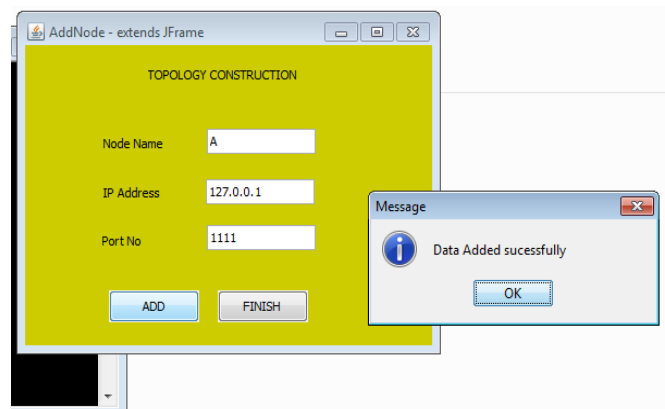 AddNode - extends JFrame
TOPOLOGY CONSTRUCTION
Node Name A
IP Address 127.0.0.1
Port No 1111
ADD FINISH
Message
Data Added sucessfully
OK